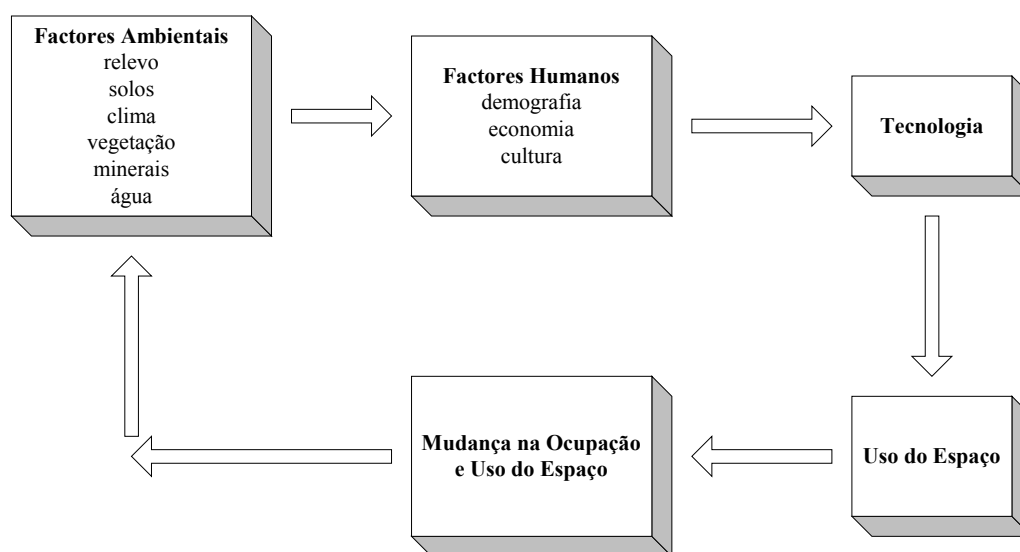 Factores Ambientais
relevo
solos
clima
vegetação
minerais
água
Factores Humanos
demografia
economia
cultura
Tecnologia
Uso do Espaço
Mudança na Ocupação
e Uso do Espaço